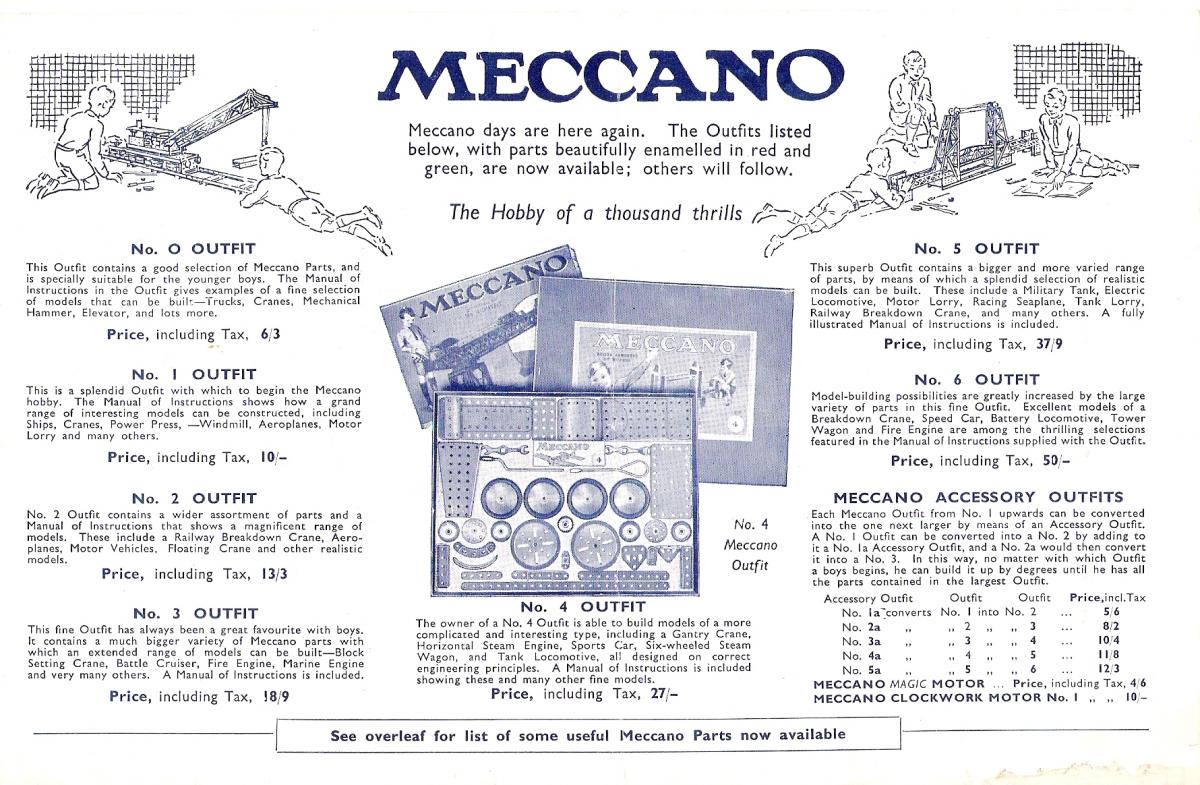 MECCANO
Meccano days are here again. The Outfits listed
below, with parts beautifully enamelled in red and
green, are now available; others will follow.
The Hobby of a thousand thrills
No. O OUTFIT
This Outfit contains a good selection of Meccano Parts, and
is specially suitable for the younger boys. The Manual of
Instructions in the Outfit gives examples of a fine selection
of models that can be built—Trucks, Cranes, Mechanical
Hammer, Elevator, and lots more.
Price, including Tax, 6/3
No. 1 OUTFIT
This is a splendid Outfit with which to begin the Meccano
hobby. The Manual of Instructions shows how a grand
range of interesting models can be constructed, including
Ships, Cranes, Power Press, —Windmill, Aeroplanes, Motor
Lorry and many others.
Price, including Tax, 10/-
No. 2 OUTFIT
No. 2 Outfit contains a wider assortment of parts and a
Manual of Instructions that shows a magnificent range of
models. These include a Railway Breakdown Crane, Aero-
planes, Motor Vehicles, Floating Crane and other realistic
models.
Price, including Tax, 13/3
No. 3 OUTFIT
This fine Outfit has always been a great favourite with boys.
It contains a much bigger variety of Meccano parts with
which an extended range of models can be built—Block
Setting Crane, Battle Cruiser, Fire Engine, Marine Engine
and very many others. A Manual of Instructions is included.
Price, including Tax, 18/9
MECCANO
MECCANO
4
MECCANO
No. 4
Meccano
Outfit
No. 4 OUTFIT
The owner of a No. 4 Outfit is able to build models of a more
complicated and interesting type, including a Gantry Crane,
Horizontal Steam Engine, Sports Car, Six-wheeled Steam
Wagon, and Tank Locomotive, all designed on correct
engineering principles. A Manual of Instructions is included
showing these and many other fine models.
Price, including Tax, 27/-
No. 5 OUTFIT
This superb Outfit contains a bigger and more varied range
of parts, by means of which a splendid selection of realistic
models can be built. These include a Military Tank, Electric
Locomotive, Motor Lorry, Racing Seaplane, Tank Lorry,
Railway Breakdown Crane, and many others. A fully
illustrated Manual of Instructions is included.
Price, including Tax, 37/9
No. 6 OUTFIT
Model-building possibilities are greatly increased by the large
variety of parts in this fine Outfit. Excellent models of a
Breakdown Crane, Speed Car, Battery Locomotive, Tower
Wagon and Fire Engine are among the thrilling selections
featured in the Manual of Instructions supplied with the Outfit.
Price, including Tax, 50/-
MECCANO ACCESSORY OUTFITS
Each Meccano Outfit from No. 1 upwards can be converted
into the one next larger by means of an Accessory Outfit.
A No. 1 Outfit can be converted into a No. 2 by adding to
it a No. 1a Accessory Outfit, and a No. 2a would then convert
it into a No. 3. In this way, no matter with which Outfit
a boys begins, he can build it up by degrees until he has all
the parts contained in the largest Outfit.
Accessory Outfit Outfit Outfit Price,incl.Tax
No. 1a converts No. 1 into No. 2 ... 5/6
No. 2a „ „ 2 „ „ 3 ... 8/2
No. 3a „ „ 3 „ „ 4 ... 10/4
No. 4a „ „ 4 „ „ 5 ... 11/8
No. 5a „ „ 5 „ „ 6 ... 12/3
MECCANO MAGIC MOTOR ... Price, including Tax, 4/6
MECCANO CLOCKWORK MOTOR No. 1 „ „ 10/-
See overleaf for list of some useful Meccano Parts now available